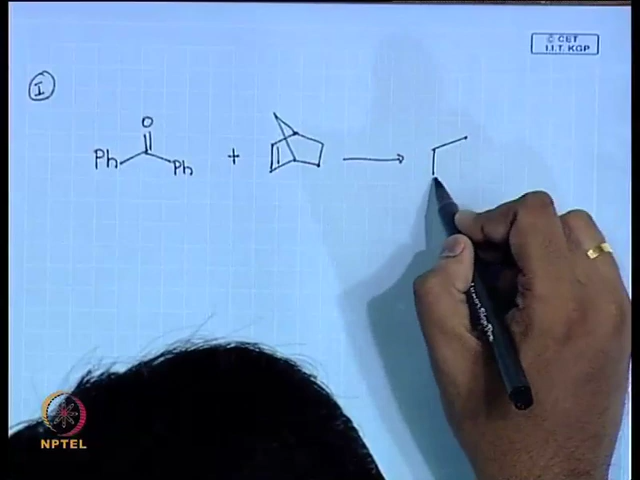 © CET
I.I.T. KGP
I
O
Ph
Ph
+
NPTEL